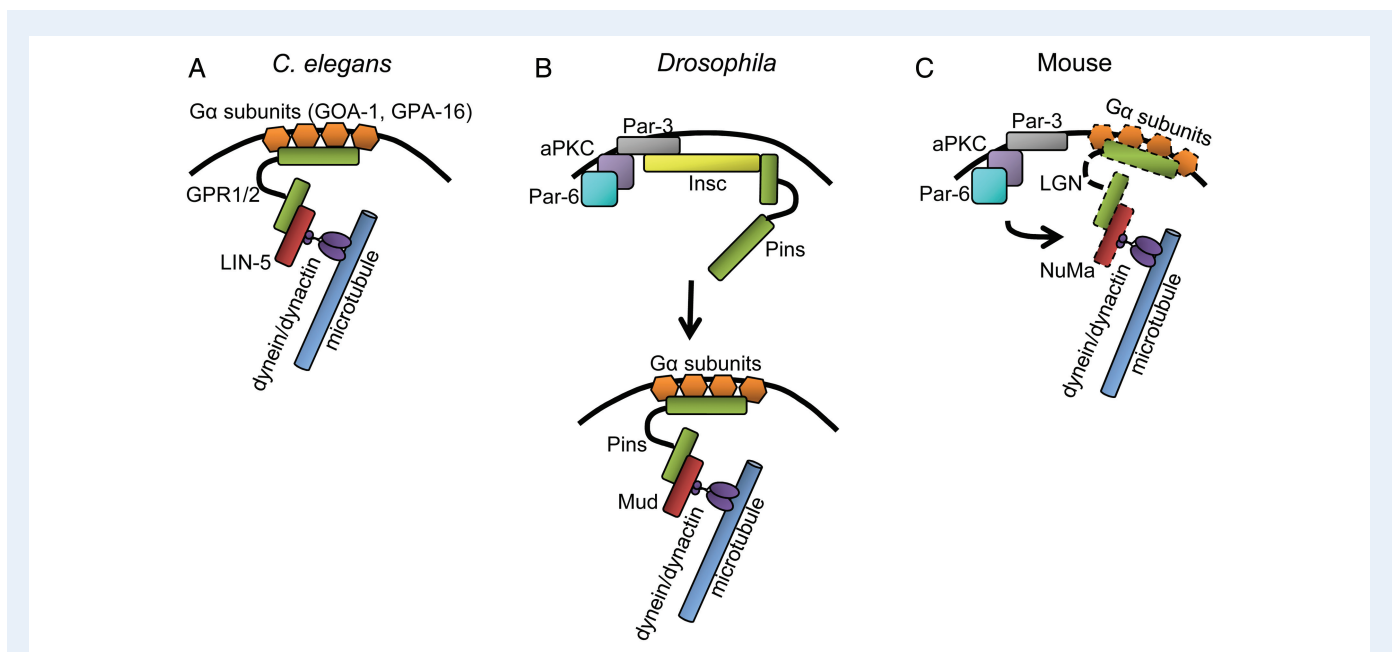 A
C. elegans
Gα subunits (GOA-1, GPA-16)
GPR1/2
LIN-5
dynein/dynactin
microtubule
B
Drosophila
Par-3
aPKC
Par-6
Insc
Pins
Gα subunits
Pins
Mud
dynein/dynactin
microtubule
C
Mouse
Par-3
Gα subunits
aPKC
Par-6
LGN
NuMa
dynein/dynactin
microtubule